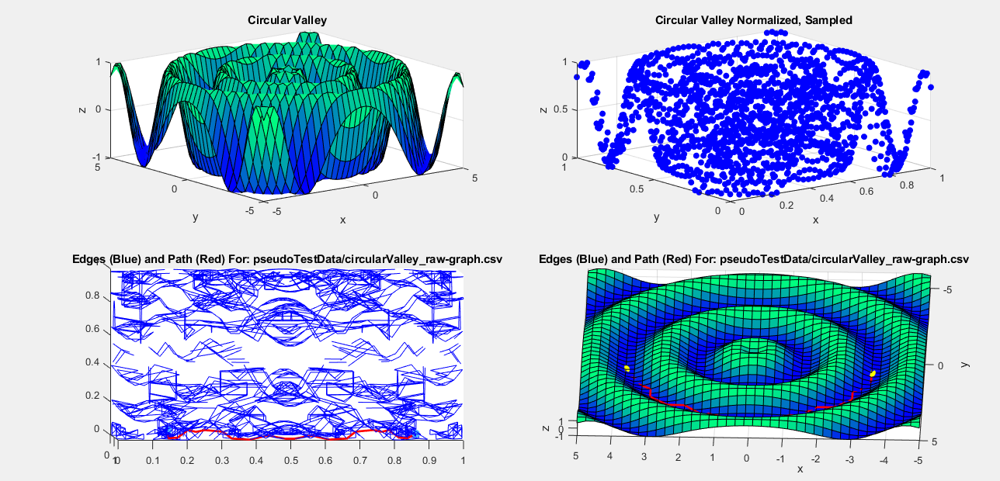 Circular Valley
1
0
-1
z
5
0
-5
y
-5
0
5
x
Circular Valley Normalized, Sampled
1
0.5
0
z
1
0.5
0
y
0
0.2
0.4
0.6
0.8
1
x
Edges (Blue) and Path (Red) For: pseudoTestData/circularValley_raw-graph.csv
0.8
0.6
0.4
0.2
0
0
0 0.1 0.2 0.3 0.4 0.5 0.6 0.7 0.8 0.9 1
Edges (Blue) and Path (Red) For: pseudoTestData/circularValley_raw-graph.csv
-5
0
5
y
1
0
-1
z
5 4 3 2 1 0 -1 -2 -3 -4 -5
x